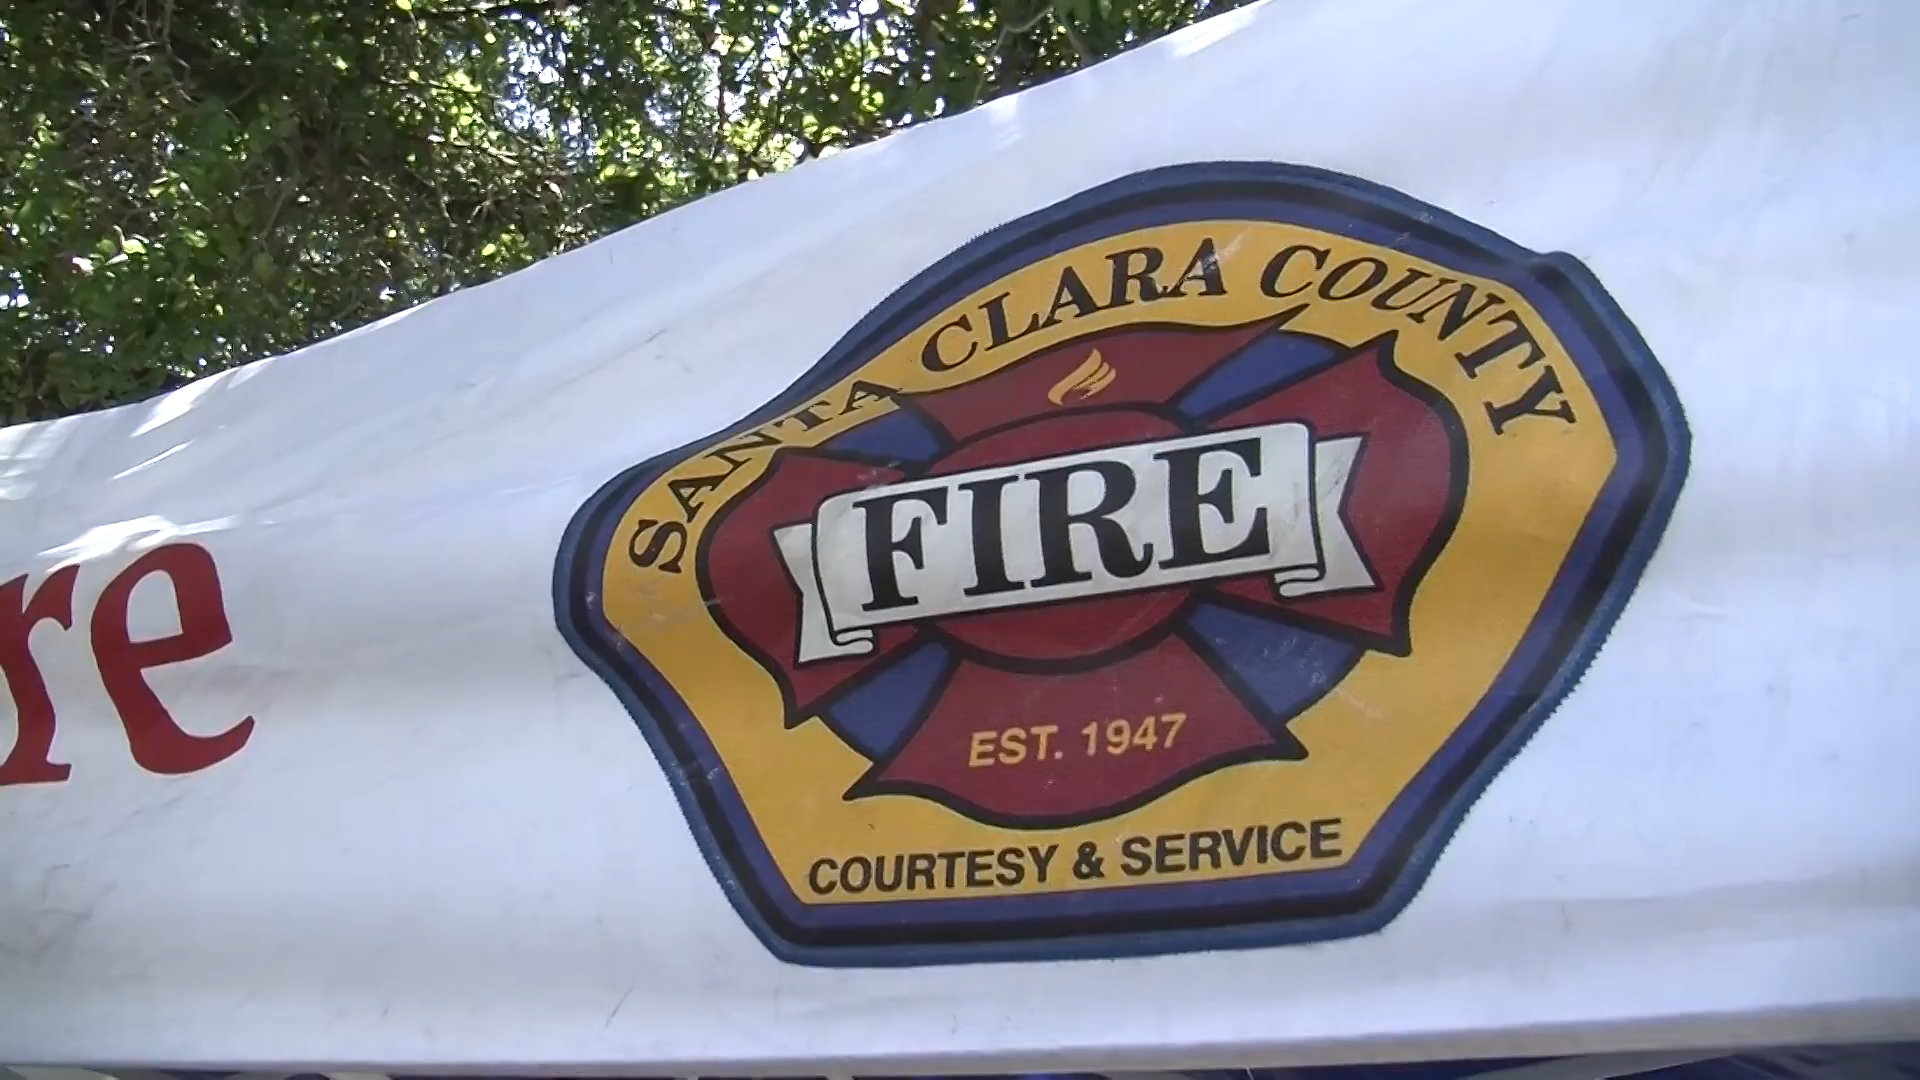 re
SANTA CLARA COUNTY
FIRE
EST. 1947
COURTESY & SERVICE